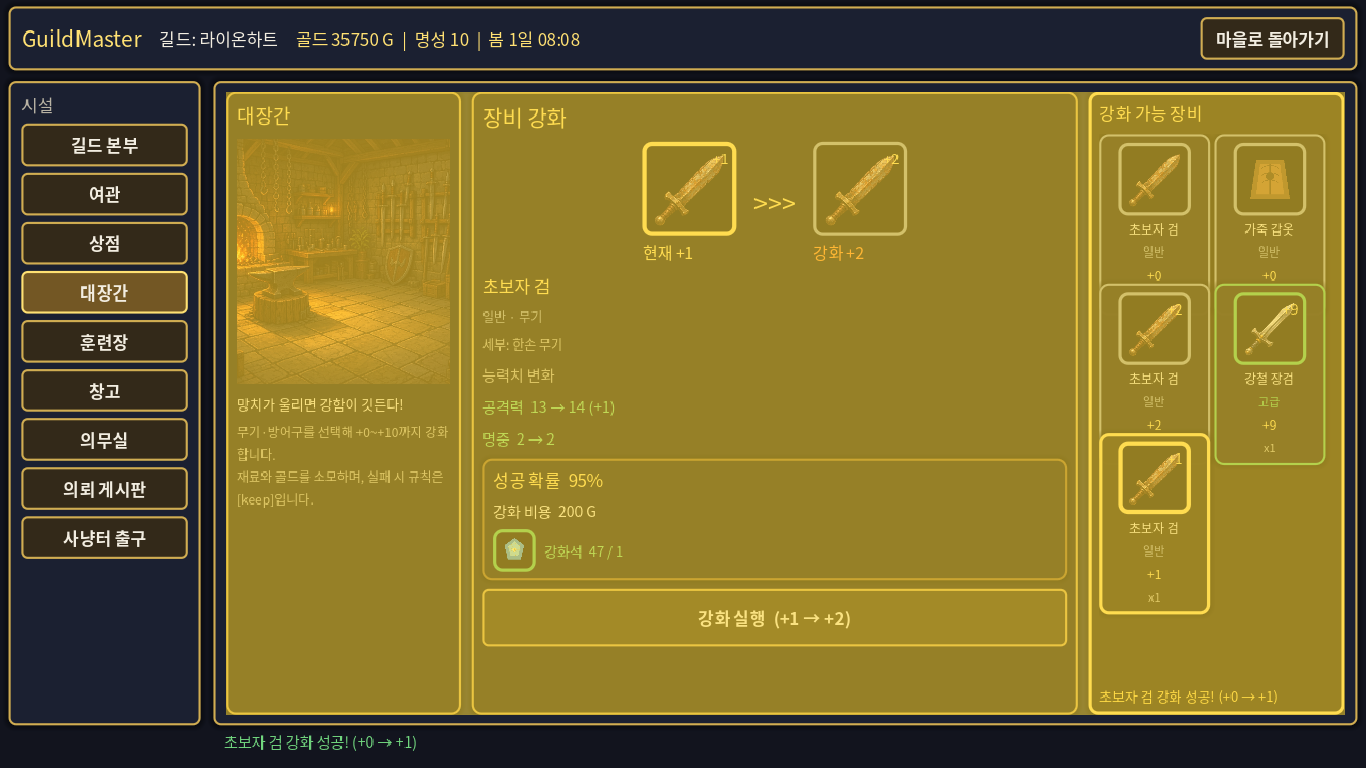 GuildMaster 길드: 라이온하트 골드 35750 G | 명성 10 | 봄 1일 08:08
마을로 돌아가기
시설
길드 본부
여관
상점
대장간
훈련장
창고
의무실
의뢰 게시판
사냥터 출구
대장간
망치가 울리면 강함이 깃든다!
무기·방어구를 선택해 +0~+10까지 강화
합니다.
재료와 골드를 소모하며, 실패 시 규칙은
[keep]입니다.
장비 강화
+1
>>>
+2
현재 +1
강화 +2
초보자 검
일반 · 무기
세부: 한손 무기
능력치 변화
공격력 13 → 14 (+1)
명중 2 → 2
성공 확률 95%
강화 비용 200 G
강화석 47 / 1
강화 실행 (+1 → +2)
강화 가능 장비
초보자 검
일반
+0
가죽 갑옷
일반
+0
+2
초보자 검
일반
+2
+9
강철 장검
고급
+9
x1
+1
초보자 검
일반
+1
x1
초보자 검 강화 성공! (+0 → +1)
초보자 검 강화 성공! (+0 → +1)